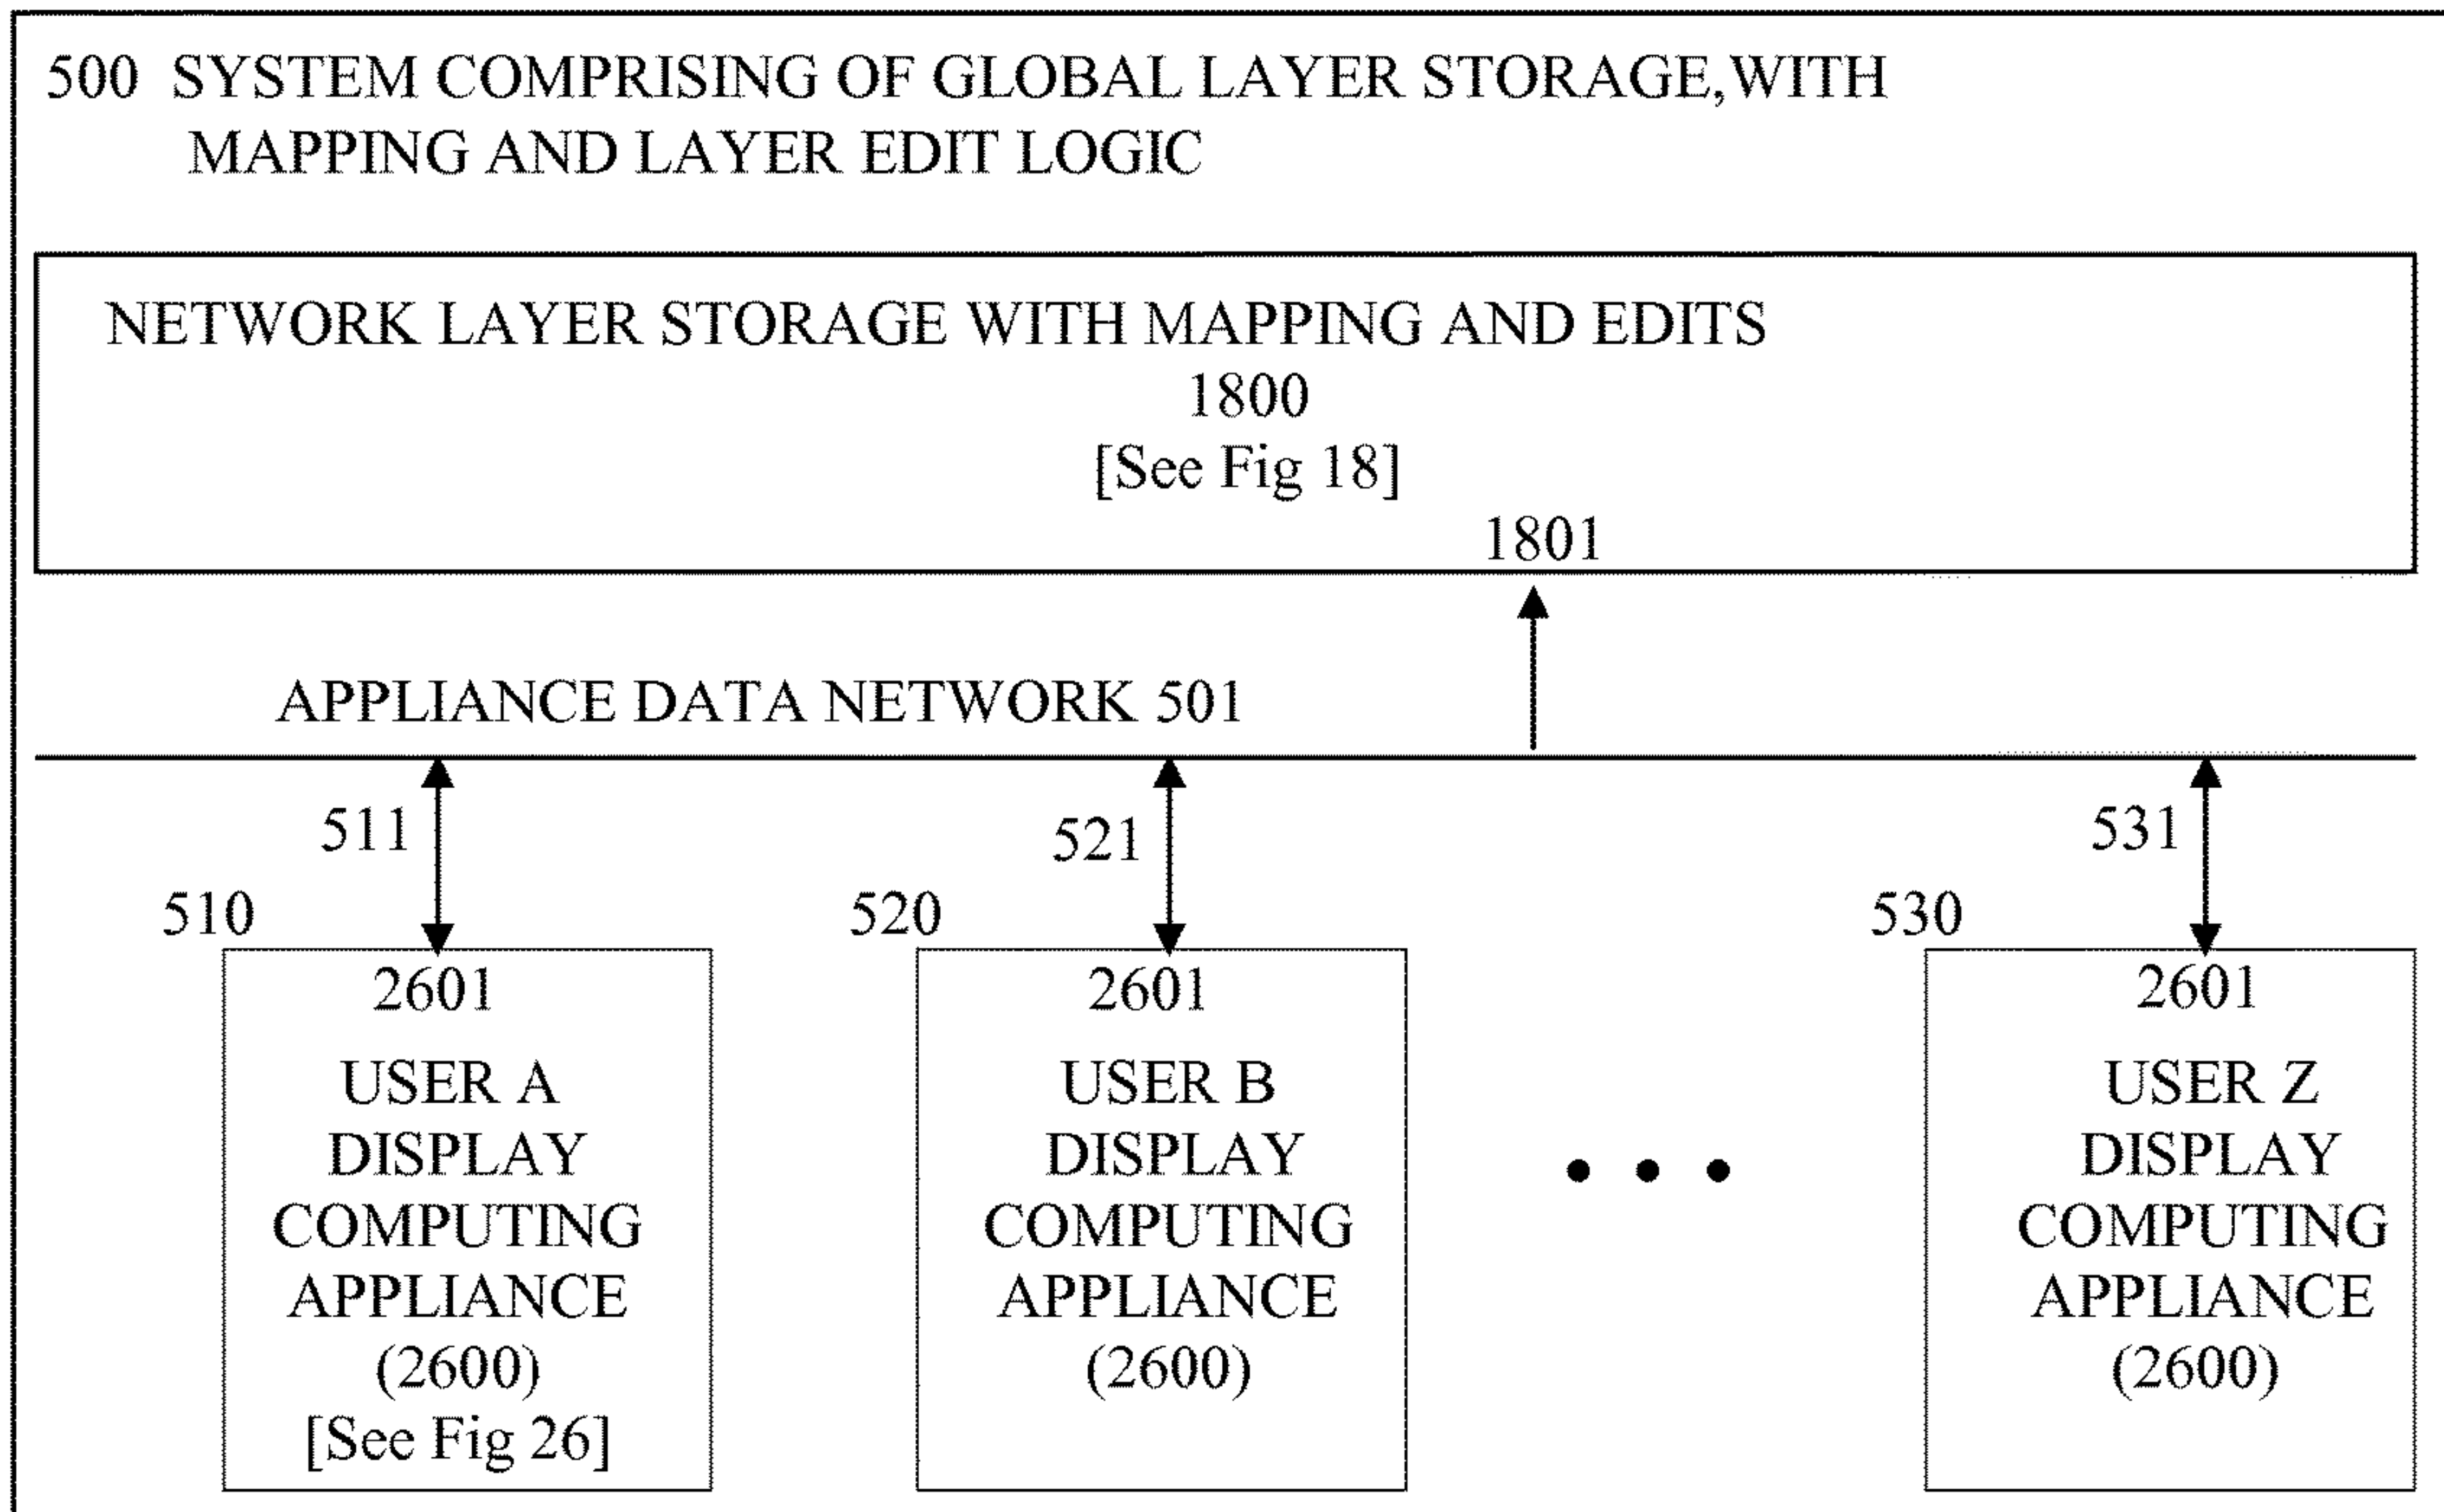 500 SYSTEM COMPRISING OF GLOBAL LAYER STORAGE,WITH
MAPPING AND LAYER EDIT LOGIC
NETWORK LAYER STORAGE WITH MAPPING AND EDITS
1800
[See Fig 18]
1801
APPLIANCE DATA NETWORK 501
511
521
531
510
520
530
2601
USER A
DISPLAY
COMPUTING
APPLIANCE
(2600)
[See Fig 26]
2601
USER B
DISPLAY
COMPUTING
APPLIANCE
(2600)
2601
USER Z
DISPLAY
COMPUTING
APPLIANCE
(2600)